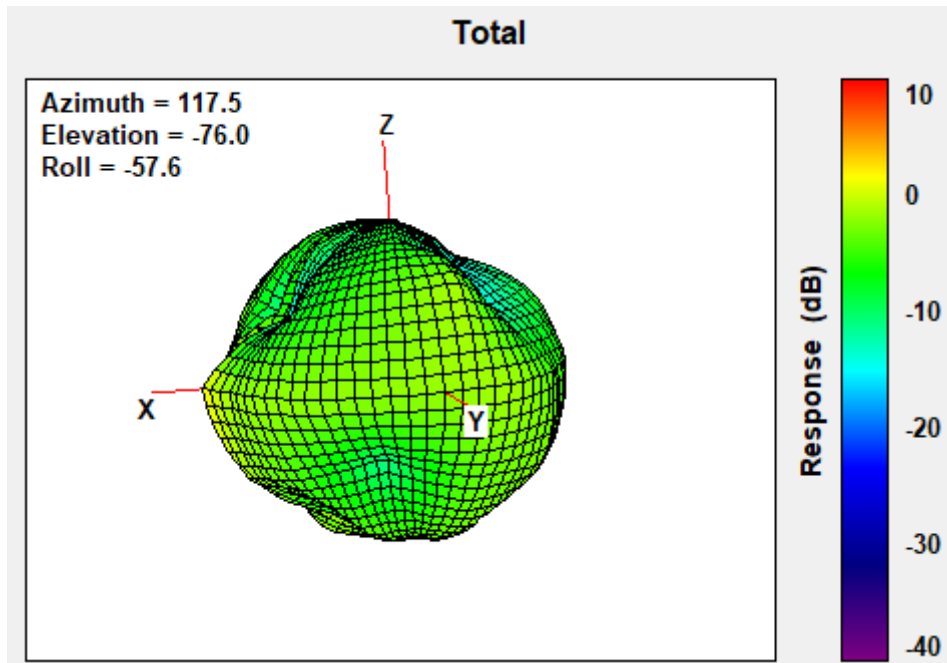 Total
Azimuth = 117.5
Elevation = -76.0
Roll = -57.6
Z
X
Y
Response (dB)
10
0
-10
-20
-30
-40